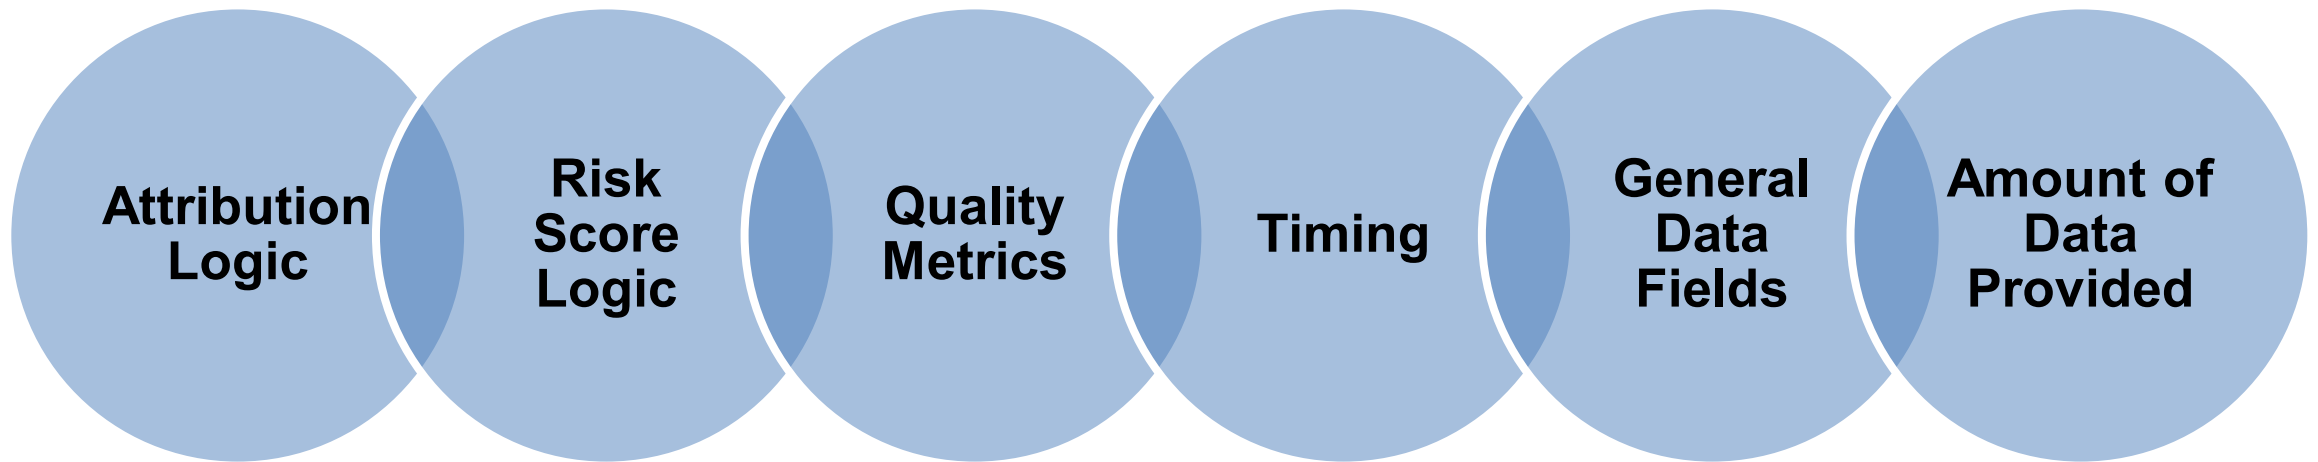 Attribution
Logic
Risk
Score
Logic
Quality
Metrics
Timing
General
Data
Fields
Amount of
Data
Provided